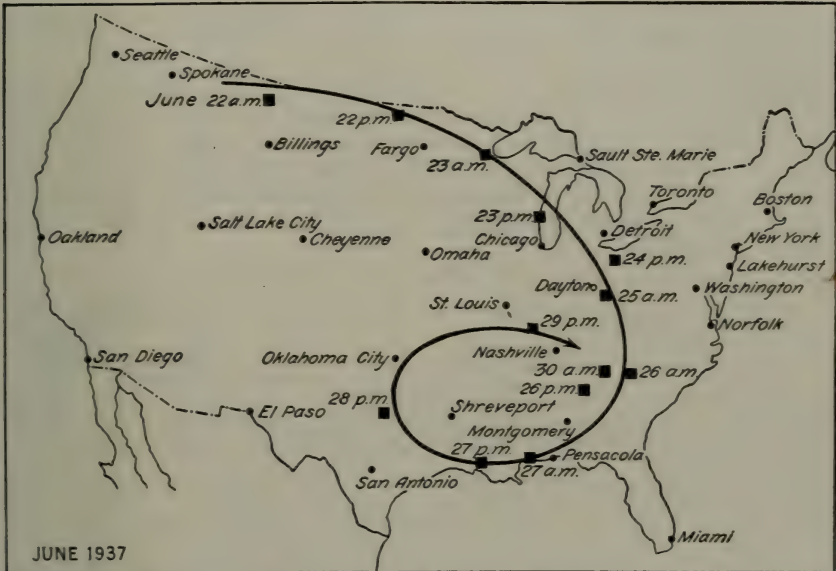 Seattle
Spokane
June 22 a.m.
22 p.m.
Billings
Fargo
23 a.m.
Sault Ste. Marie
Toronto
Boston
23 p.m.
Salt Lake City
Oakland
Cheyenne
Omaha
Chicago
Detroit
New York
24 p.m.
Lakehurst
Dayton
25 a.m.
Washington
St. Louis
29 p.m.
Norfolk
San Diego
Oklahoma City
Nashville
30 a.m.
26 a.m.
26 p.m.
28 p.m.
El Paso
Shreveport
Montgomery
27 p.m.
Pensacola
27 a.m.
San Antonio
Miami
JUNE 1937